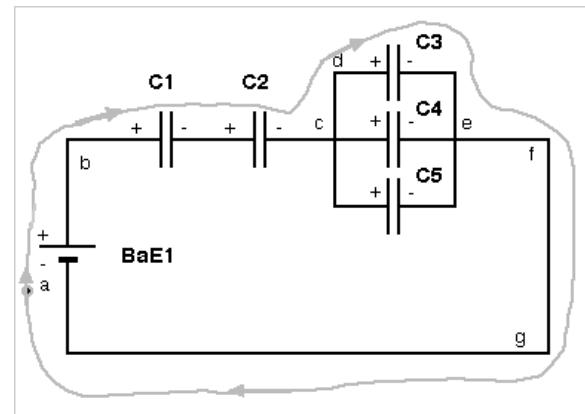 C3
d + -
C1 C2
C4
+ - + - c + - e
b f
C5
+ -
+
BaE1
-
a
g